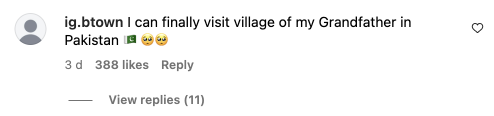 ig.btown I can finally visit village of my Grandfather in
Pakistan 🇵🇰 🥹🥹
3 d 388 likes Reply
View replies (11)